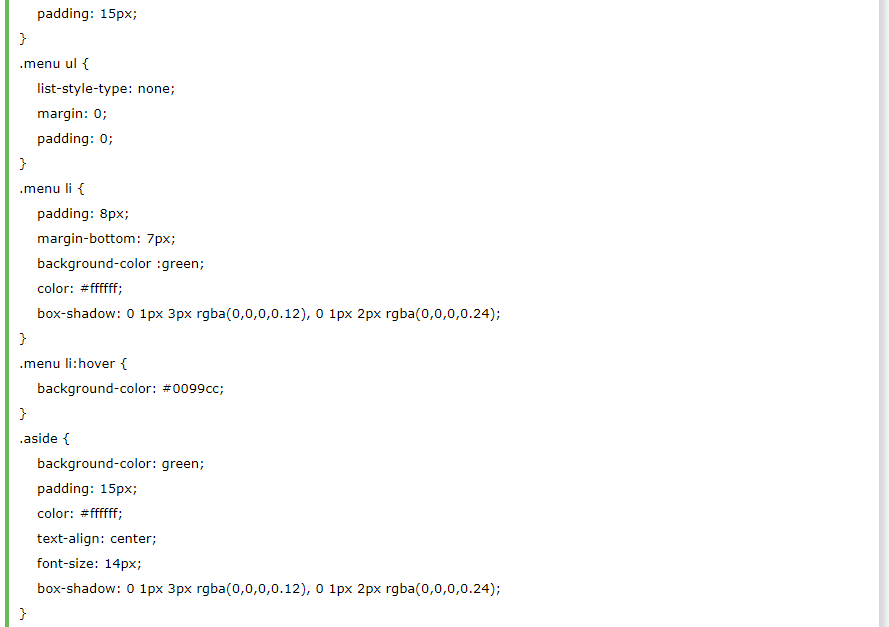 padding: 15px;
}
.menu ul {
list-style-type: none;
margin: 0;
padding: 0;
}
.menu li {
padding: 8px;
margin-bottom: 7px;
background-color :green;
color: #ffffff;
box-shadow: 0 1px 3px rgba(0,0,0,0.12), 0 1px 2px rgba(0,0,0,0.24);
}
.menu li:hover {
background-color: #0099cc;
}
.aside {
background-color: green;
padding: 15px;
color: #ffffff;
text-align: center;
font-size: 14px;
box-shadow: 0 1px 3px rgba(0,0,0,0.12), 0 1px 2px rgba(0,0,0,0.24);
}